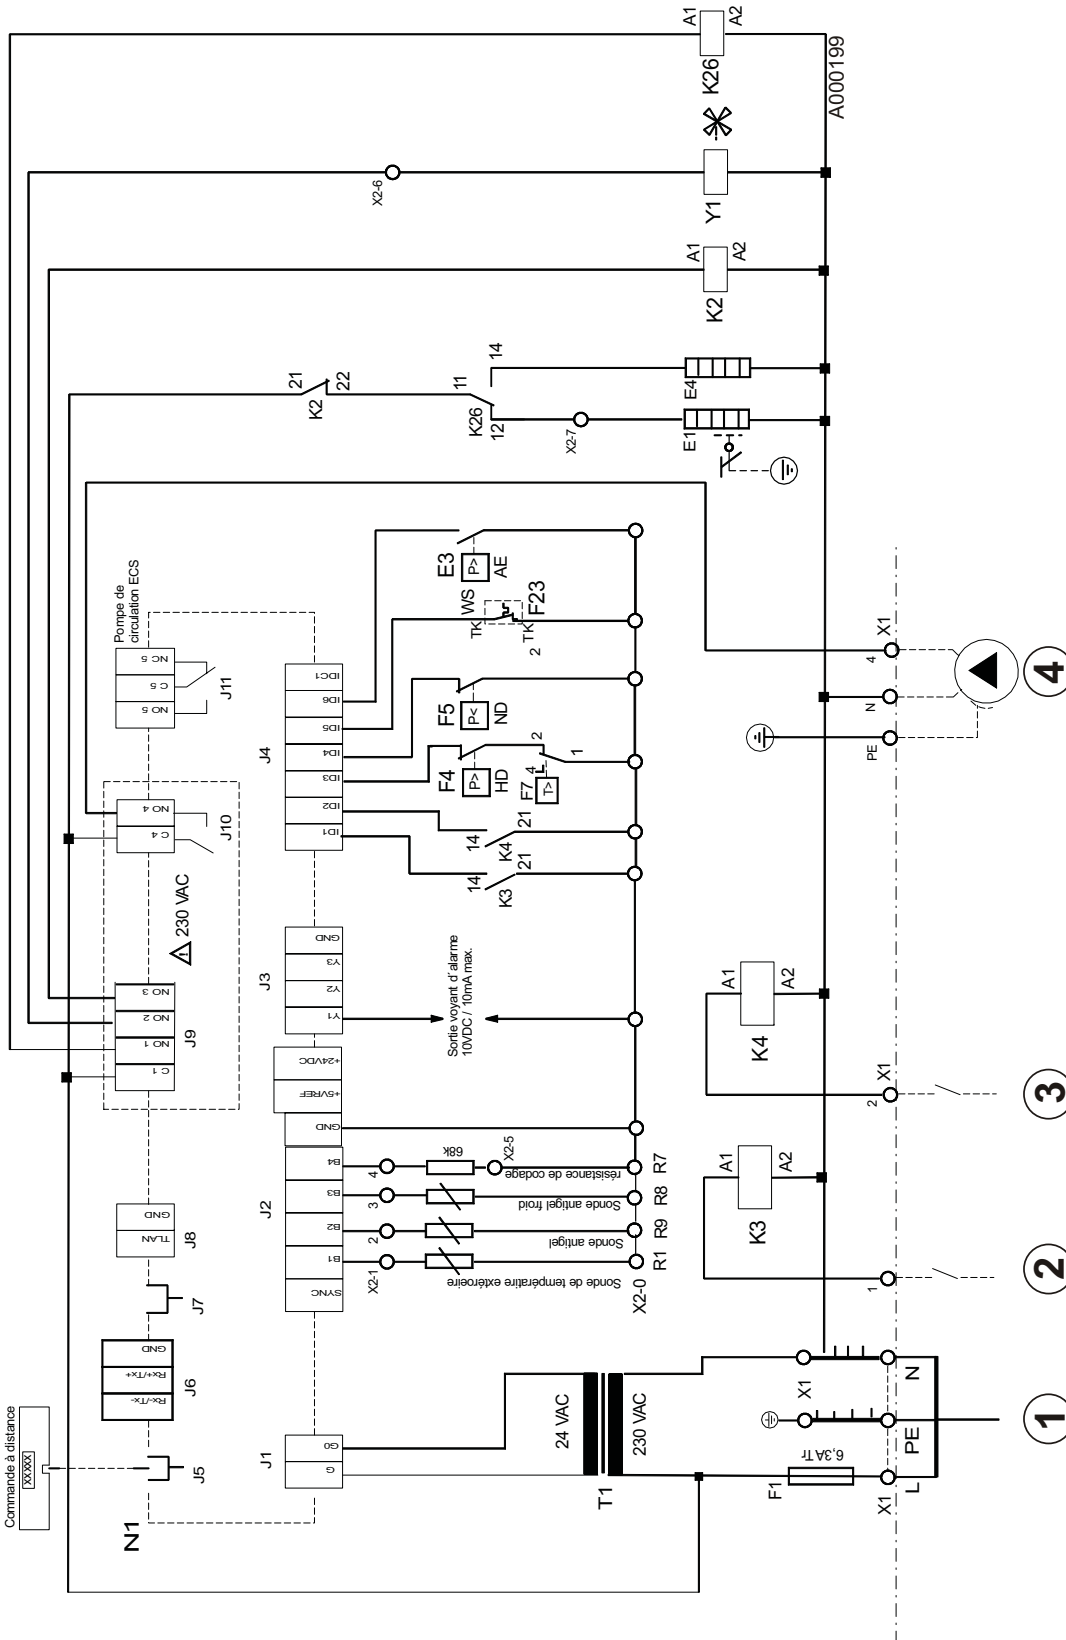 Commande à distance
xxxxx
N1
J5
Rx-/Tx-
Rx+/Tx+
GND
J6
J7
TLAN
GND
J8
C 1
NO 1
NO 2
NO 3
J9
230 VAC
C 4
NO 4
J10
Pompe de
circulation ECS
NO 5
C 5
NC 5
J11
J1
G
G0
J2
SYNC
B1
B2
B3
B4
GND
+5VREF
+24VDC
J3
Y1
Y2
Y3
GND
J4
ID1
ID2
ID3
ID4
ID5
ID6
IDC1
X2-1
2
3
4
68k
X2-5
Sonde de tempétarire extéroeire
Sonde antigel
Sonde antigel froid
résistance de codage
X2-0
R1
R9
R8
R7
Sortie voyant d'alarme
10VDC / 10mA max.
14
K3
21
14
K4
21
F4
P>
HD
F7
T>
4
2
1
F5
P<
ND
TK
WS
F23
TK
2
E3
P>
AE
K2
21
22
K26
11
12
14
X2-7
X2-6
E1
E4
A1
K2
A2
Y1
A1
K26
A2
A000199
T1
24 VAC
230 VAC
F1
6,3A Tr
X1
X1
L
PE
N
1
A1
K3
A2
1
2
A1
K4
A2
2
X1
3
PE
N
4
X1
4